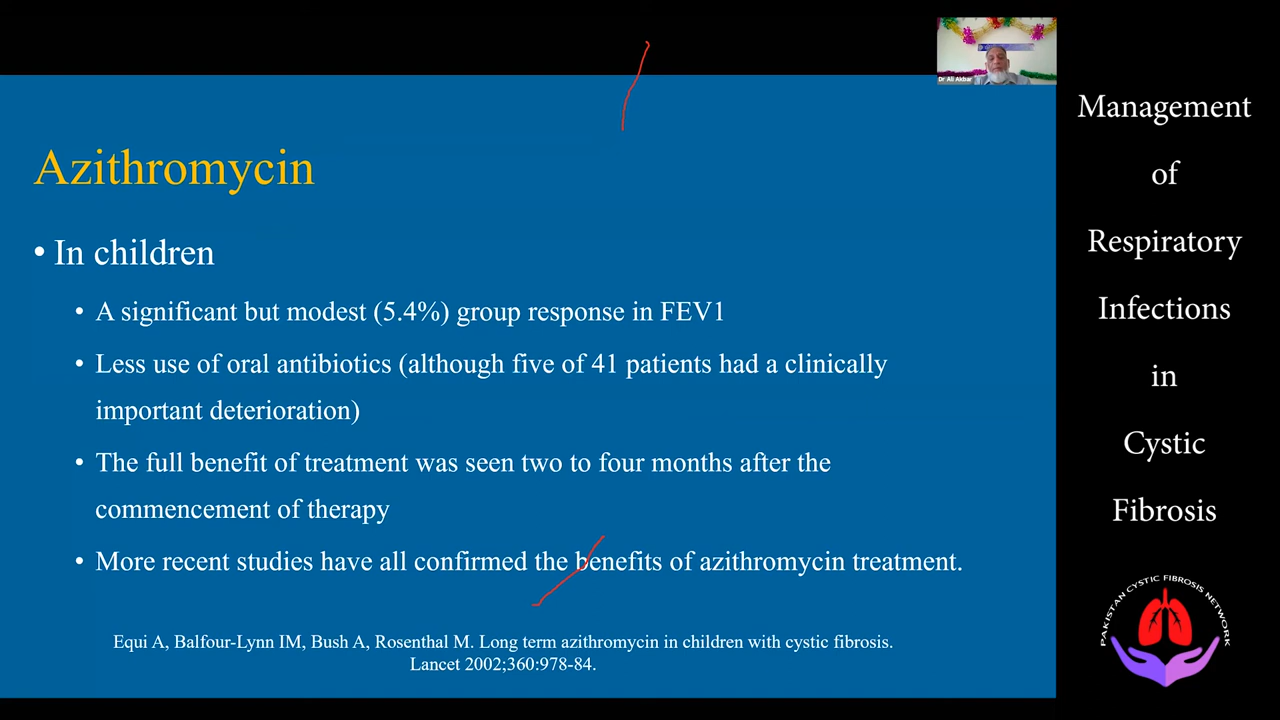 Dr Ali Akbar
Azithromycin
• In children
• A significant but modest (5.4%) group response in FEV1
• Less use of oral antibiotics (although five of 41 patients had a clinically
important deterioration)
• The full benefit of treatment was seen two to four months after the
commencement of therapy
• More recent studies have all confirmed the benefits of azithromycin treatment.
Equi A, Balfour-Lynn IM, Bush A, Rosenthal M. Long term azithromycin in children with cystic fibrosis.
Lancet 2002;360:978-84.
Management
of
Respiratory
Infections
in
Cystic
Fibrosis
PAKISTAN CYSTIC FIBROSIS NETWORK